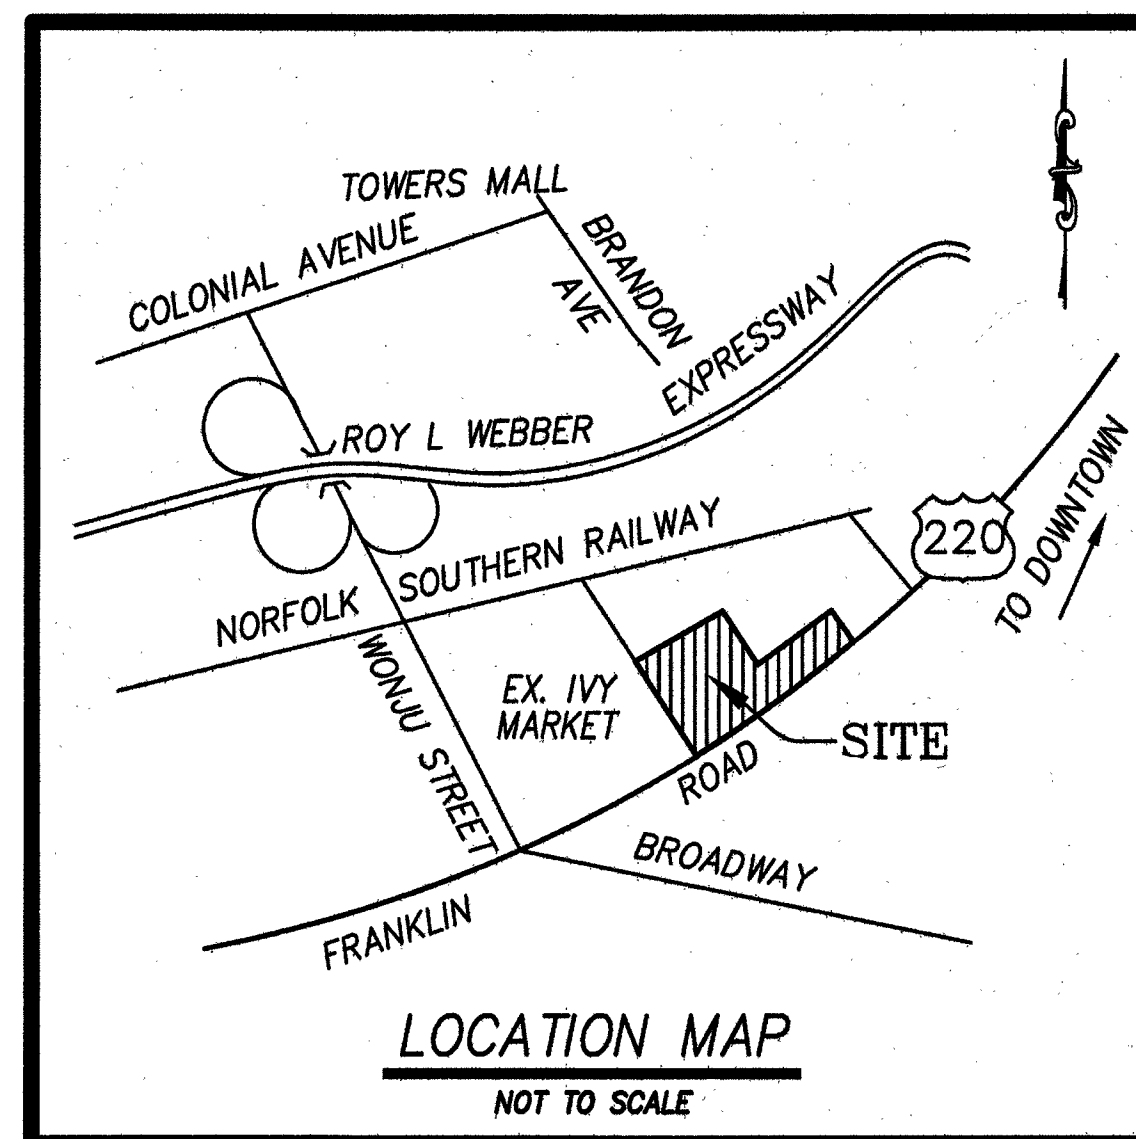 TOWERS MALL
COLONIAL AVENUE
BRANDON
AVE
EXPRESSWAY
ROY L WEBBER
220
TO DOWNTOWN
NORFOLK SOUTHERN RAILWAY
WONJU STREET
EX. IVY
MARKET
SITE
ROAD
BROADWAY
FRANKLIN
LOCATION MAP
NOT TO SCALE